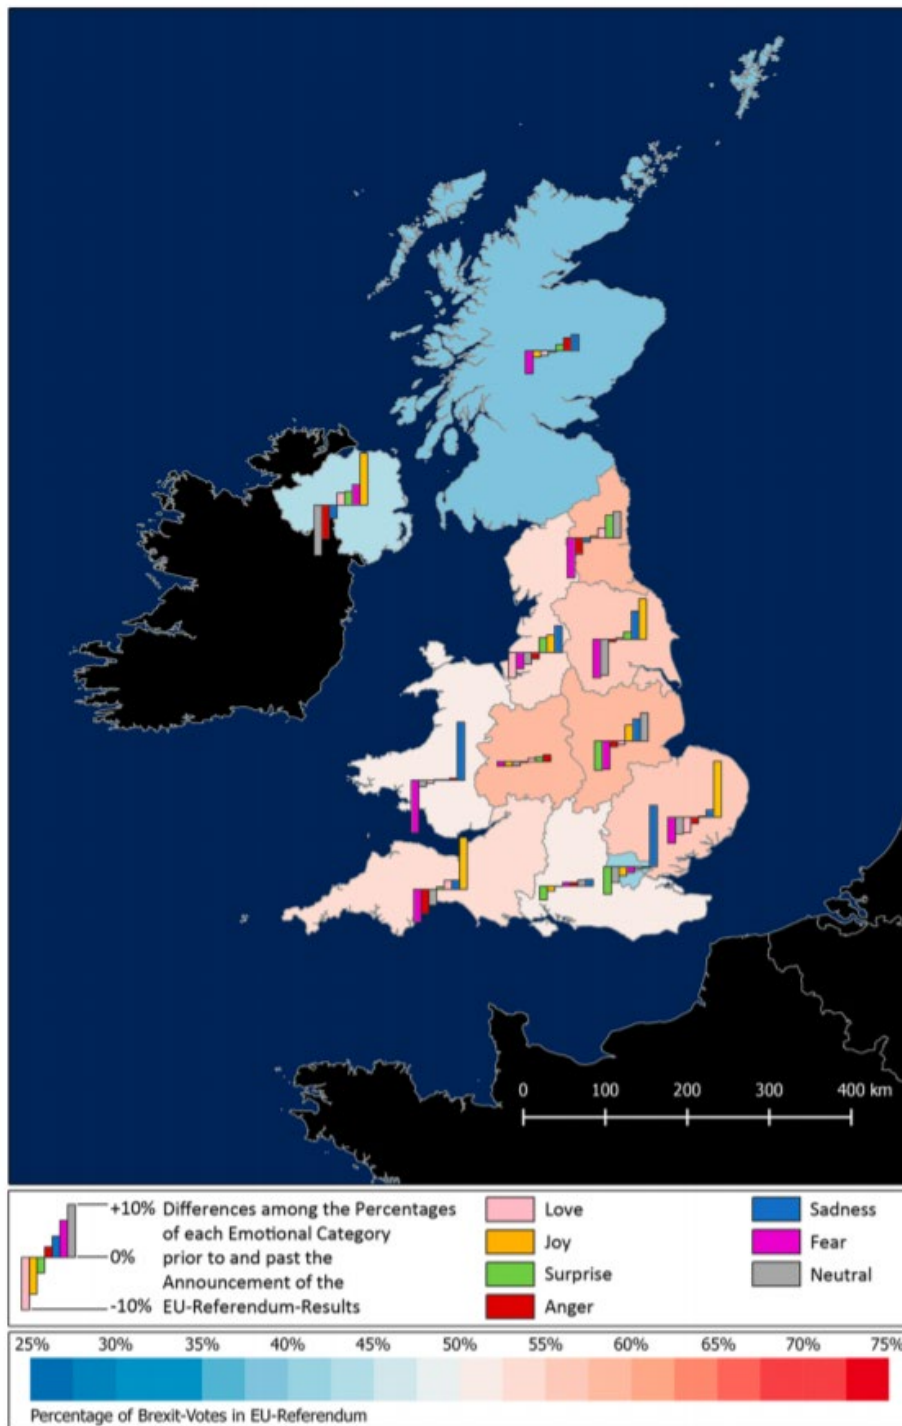 0 100 200 300 400 km
+10% Differences among the Percentages
of each Emotional Category
0% prior to and past the
Announcement of the
-10% EU-Referendum-Results
Love
Joy
Surprise
Anger
Sadness
Fear
Neutral
25% 30% 35% 40% 45% 50% 55% 60% 65% 70% 75%
Percentage of Brexit-Votes in EU-Referendum